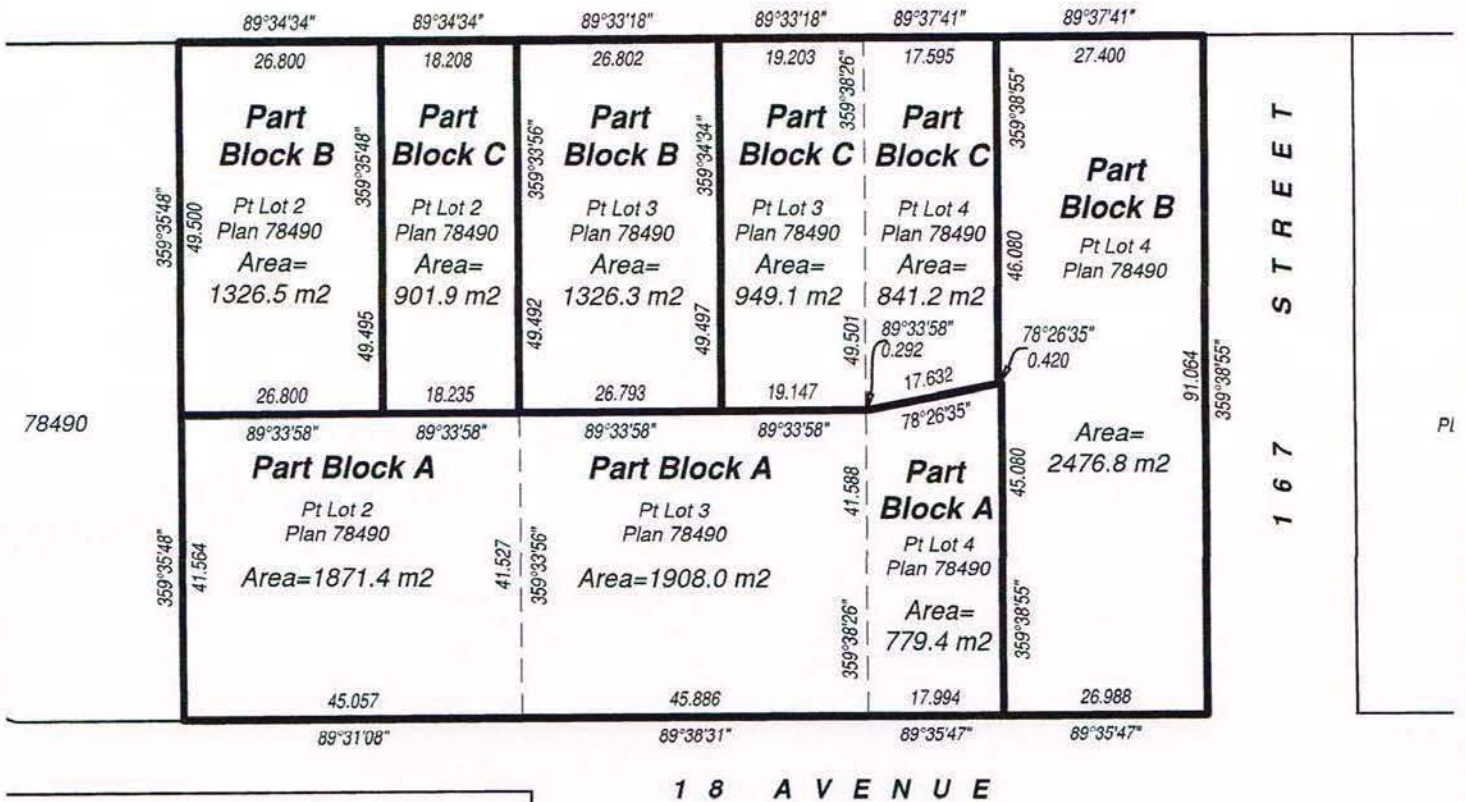 89°34'34" 89°34'34" 89°33'18" 89°33'18" 89°37'41" 89°37'41"
26.800 18.208 26.802 19.203 17.595 27.400
359°38'26"
359°38'55"
Part
Block B
Pt Lot 2
Plan 78490
Area=
1326.5 m2
359°35'48"
49.500
359°35'48"
49.495
26.800
Part
Block C
Pt Lot 2
Plan 78490
Area=
901.9 m2
359°33'56"
49.492
18.235
Part
Block B
Pt Lot 3
Plan 78490
Area=
1326.3 m2
359°34'34"
49.497
26.793
Part
Block C
Pt Lot 3
Plan 78490
Area=
949.1 m2
49.501
19.147
Part
Block C
Pt Lot 4
Plan 78490
Area=
841.2 m2
46.080
89°33'58"
0.292
17.632
78°26'35"
78°26'35"
0.420
Part
Block B
Pt Lot 4
Plan 78490
Area=
2476.8 m2
91.064
359°38'55"
167 STREET
78490
PL
89°33'58" 89°33'58" 89°33'58" 89°33'58"
Part Block A
Pt Lot 2
Plan 78490
Area=1871.4 m2
359°35'48"
41.564
41.527
359°33'56"
Part Block A
Pt Lot 3
Plan 78490
Area=1908.0 m2
41.588
359°38'26"
Part
Block A
Pt Lot 4
Plan 78490
Area=
779.4 m2
45.080
359°38'55"
45.057 45.886 17.994 26.988
89°31'08" 89°38'31" 89°35'47" 89°35'47"
18 AVENUE